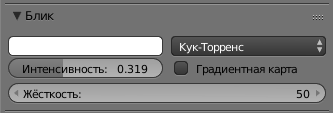 Блик
Кук-Торренс
Интенсивность: 0.319 Градиентная карта
Жёсткость: 50